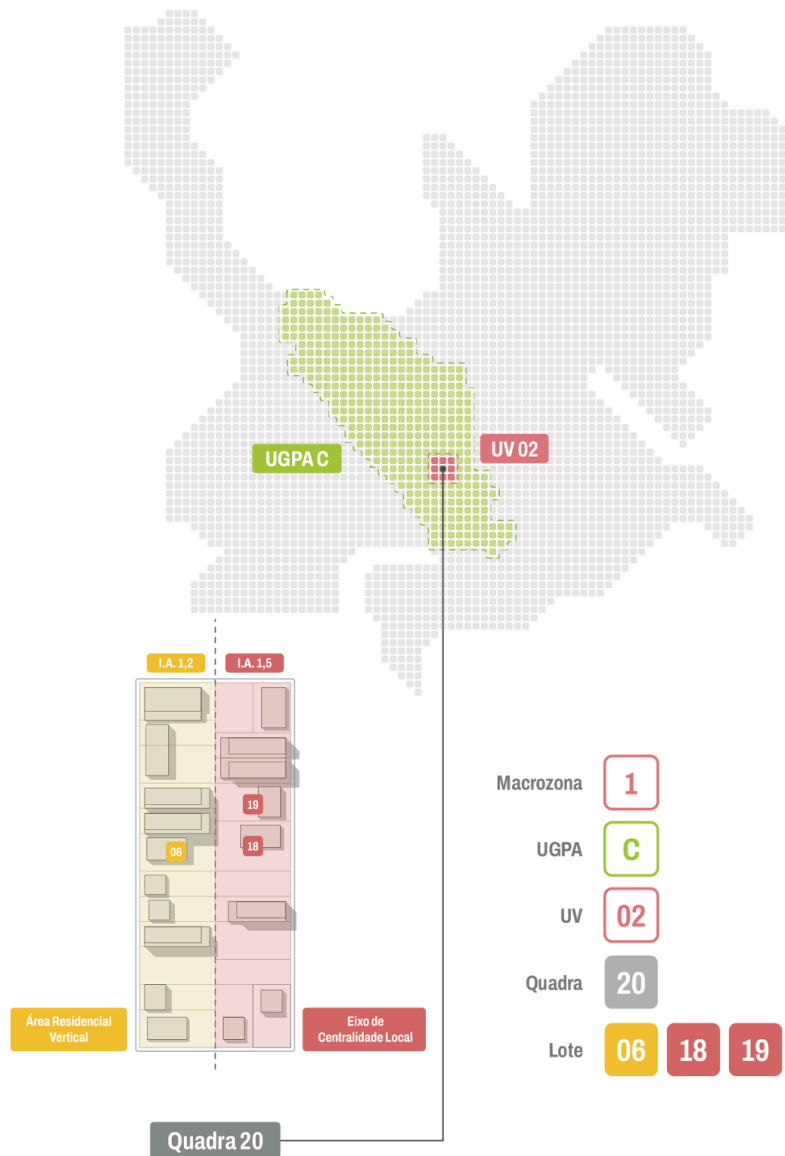 UGPA C
UV 02
I.A. 1,2
I.A. 1,5
19
06
18
Área Residencial
Vertical
Eixo de
Centralidade Local
Quadra 20
Macrozona 1
UGPA C
UV 02
Quadra 20
Lote 06 18 19